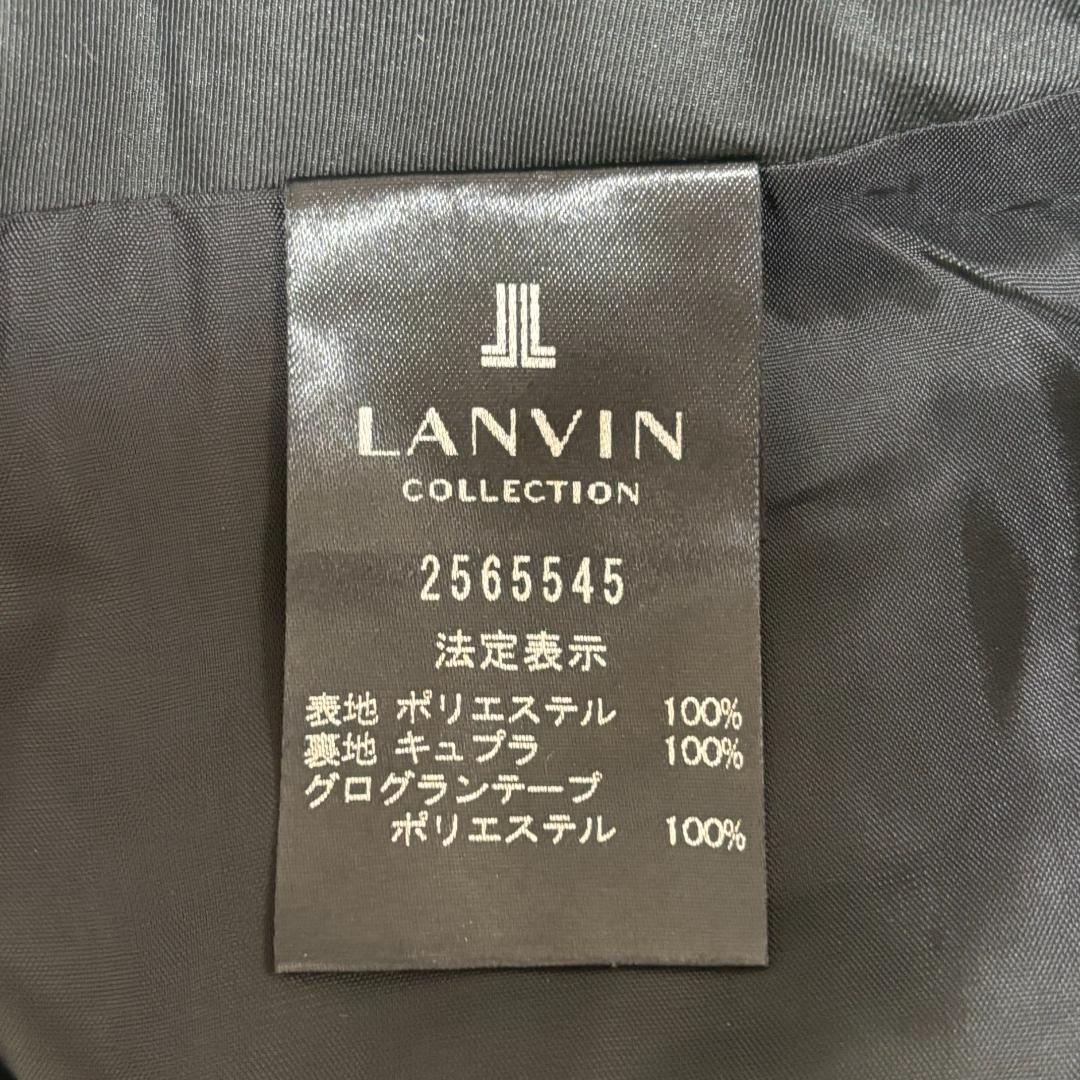 LANVIN
COLLECTION
2565545
法定表示
表地 ポリエステル 100%
裏地 キュプラ 100%
グログランテープ
ポリエステル 100%